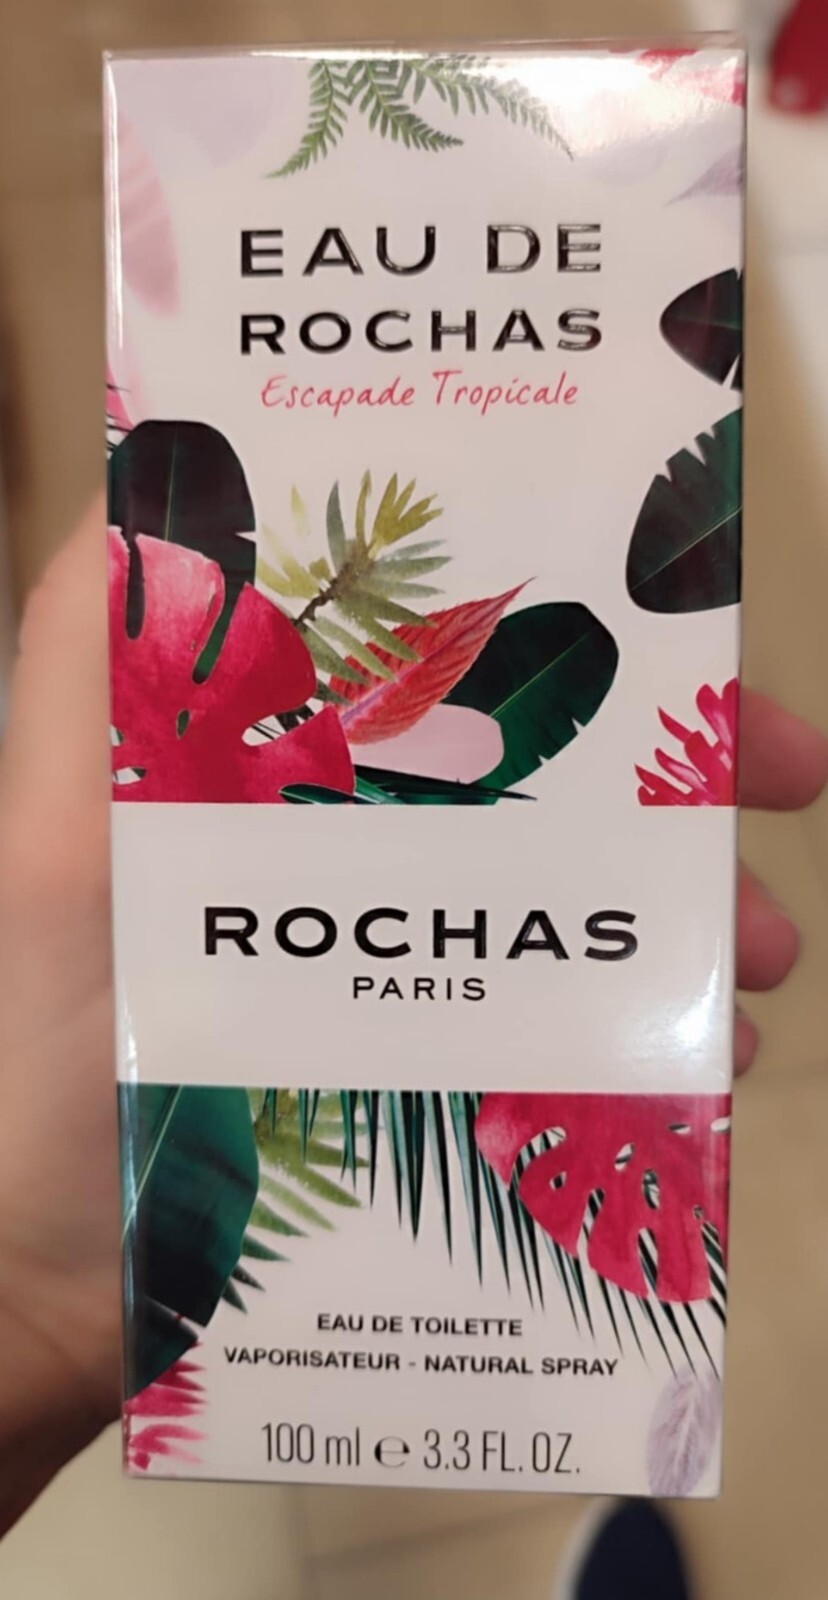 EAU DE
ROCHAS
Escapade Tropicale
ROCHAS
PARIS
EAU DE TOILETTE
VAPORISATEUR - NATURAL SPRAY
100 ml ℮ 3.3 FL. OZ.